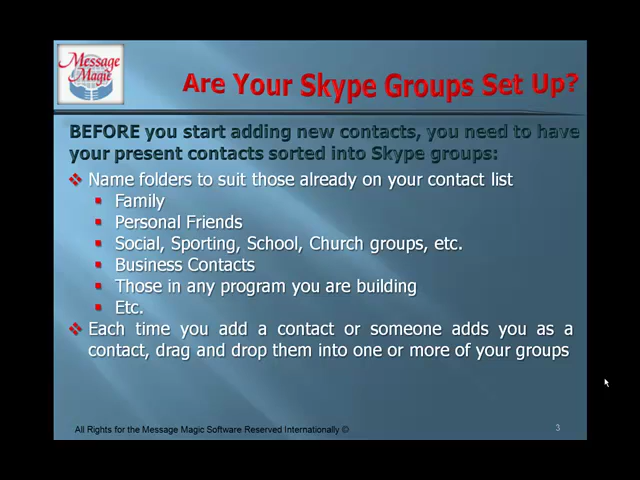 Message
Magic
Are Your Skype Groups Set Up?
BEFORE you start adding new contacts, you need to have
your present contacts sorted into Skype groups:
Name folders to suit those already on your contact list
Family
Personal Friends
Social, Sporting, School, Church groups, etc.
Business Contacts
Those in any program you are building
Etc.
Each time you add a contact or someone adds you as a
contact, drag and drop them into one or more of your groups
All Rights for the Message Magic Software Reserved Internationally ©
3